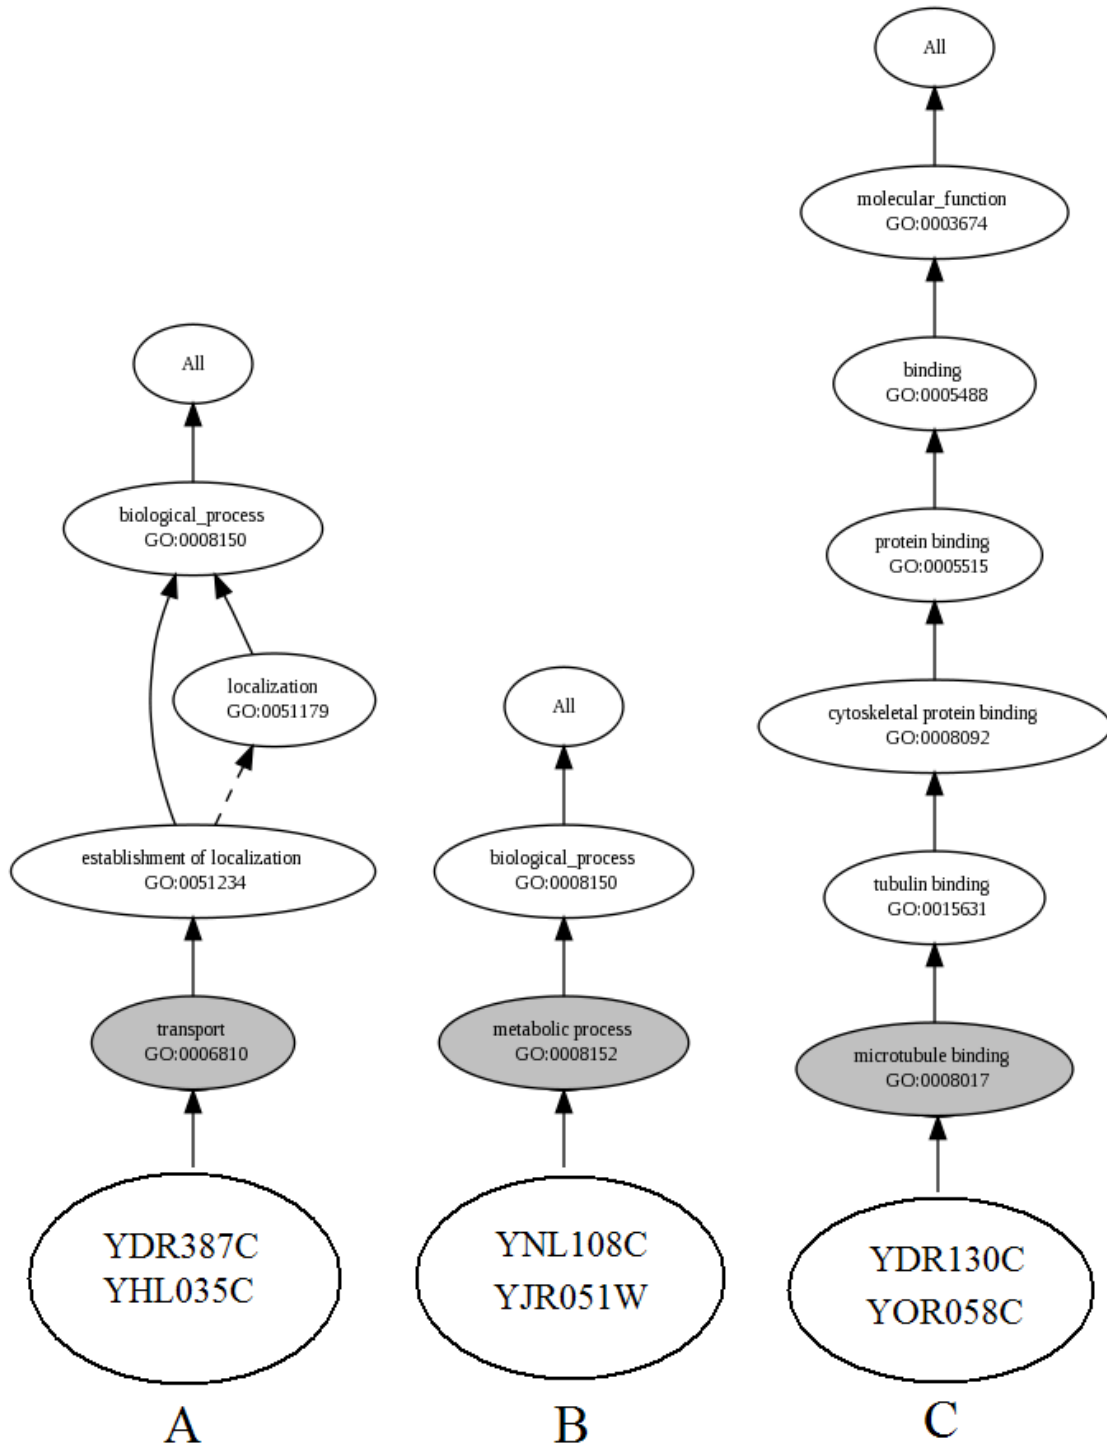 All
biological_process
GO:0008150
localization
GO:0051179
establishment of localization
GO:0051234
transport
GO:0006810
YDR387C
YHL035C
A
All
biological_process
GO:0008150
metabolic process
GO:0008152
YNL108C
YJR051W
B
All
molecular_function
GO:0003674
binding
GO:0005488
protein binding
GO:0005515
cytoskeletal protein binding
GO:0008092
tubulin binding
GO:0015631
microtubule binding
GO:0008017
YDR130C
YOR058C
C